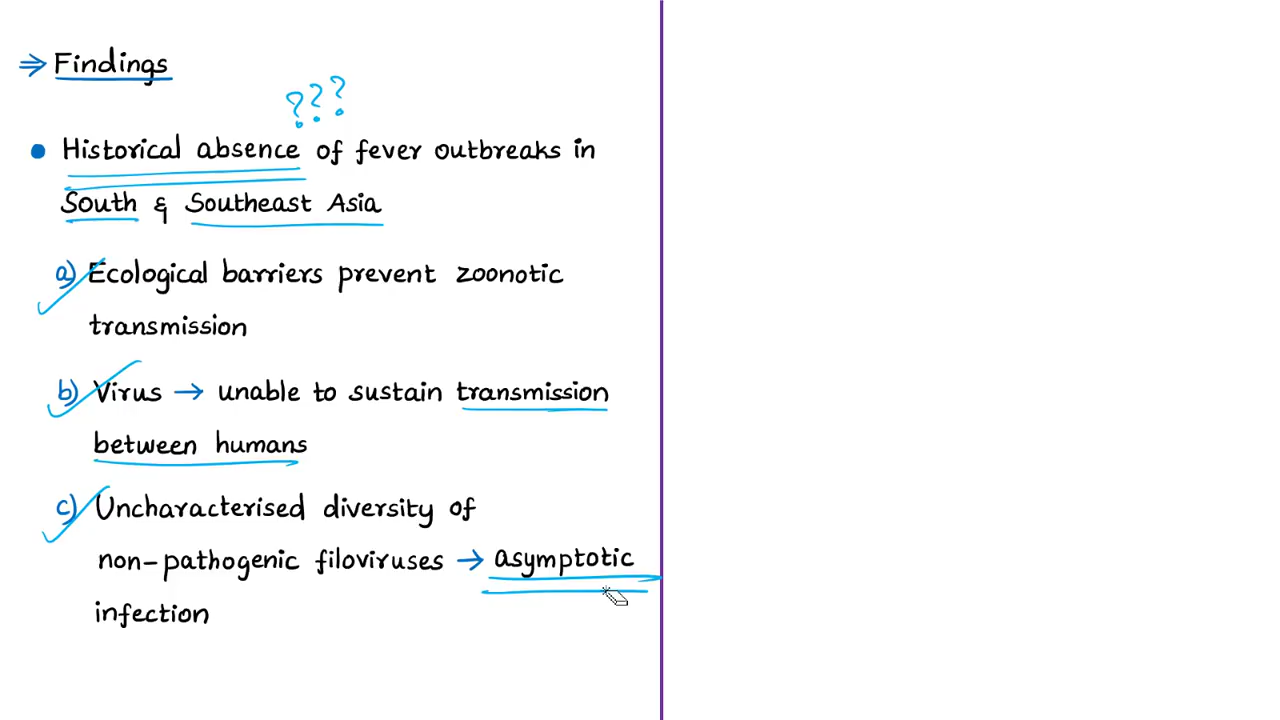 ⇒ Findings
???
• Historical absence of fever outbreaks in
South & Southeast Asia
a) Ecological barriers prevent zoonotic
transmission
b) Virus → unable to sustain transmission
between humans
c) Uncharacterised diversity of
non-pathogenic filoviruses → asymptotic
infection